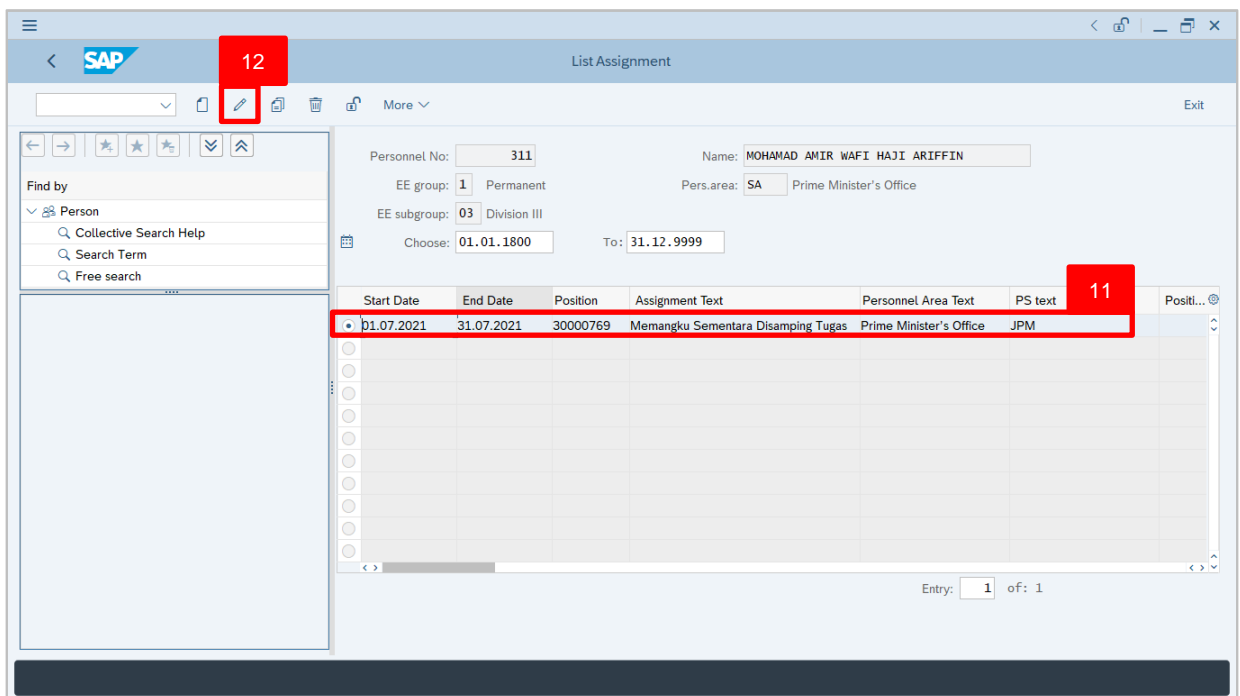 SAP
12
List Assignment
More
Exit
Find by
Person
Collective Search Help
Search Term
Free search
Personnel No: 311 Name: MOHAMAD AMIR WAFI HAJI ARIFFIN
EE group: 1 Permanent Pers.area: SA Prime Minister's Office
EE subgroup: 03 Division III
Choose: 01.01.1800 To: 31.12.9999
11
Start Date End Date Position Assignment Text Personnel Area Text PS text Positi...
01.07.2021 31.07.2021 30000769 Memangku Sementara Disamping Tugas Prime Minister's Office JPM
Entry: 1 of: 1